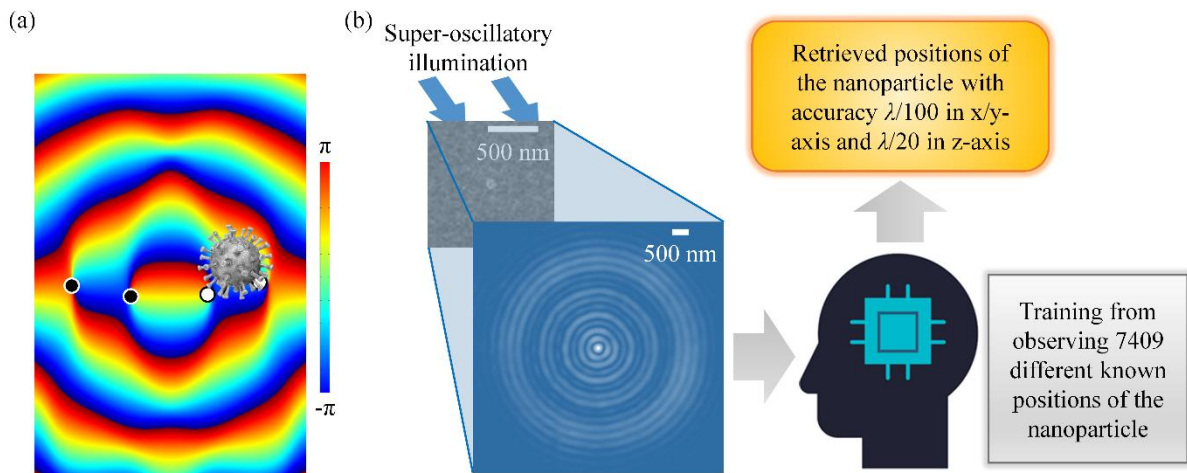 (a)
π
-π
(b)
Super-oscillatory
illumination
500 nm
500 nm
Retrieved positions of
the nanoparticle with
accuracy λ/100 in x/y-
axis and λ/20 in z-axis
Training from
observing 7409
different known
positions of the
nanoparticle